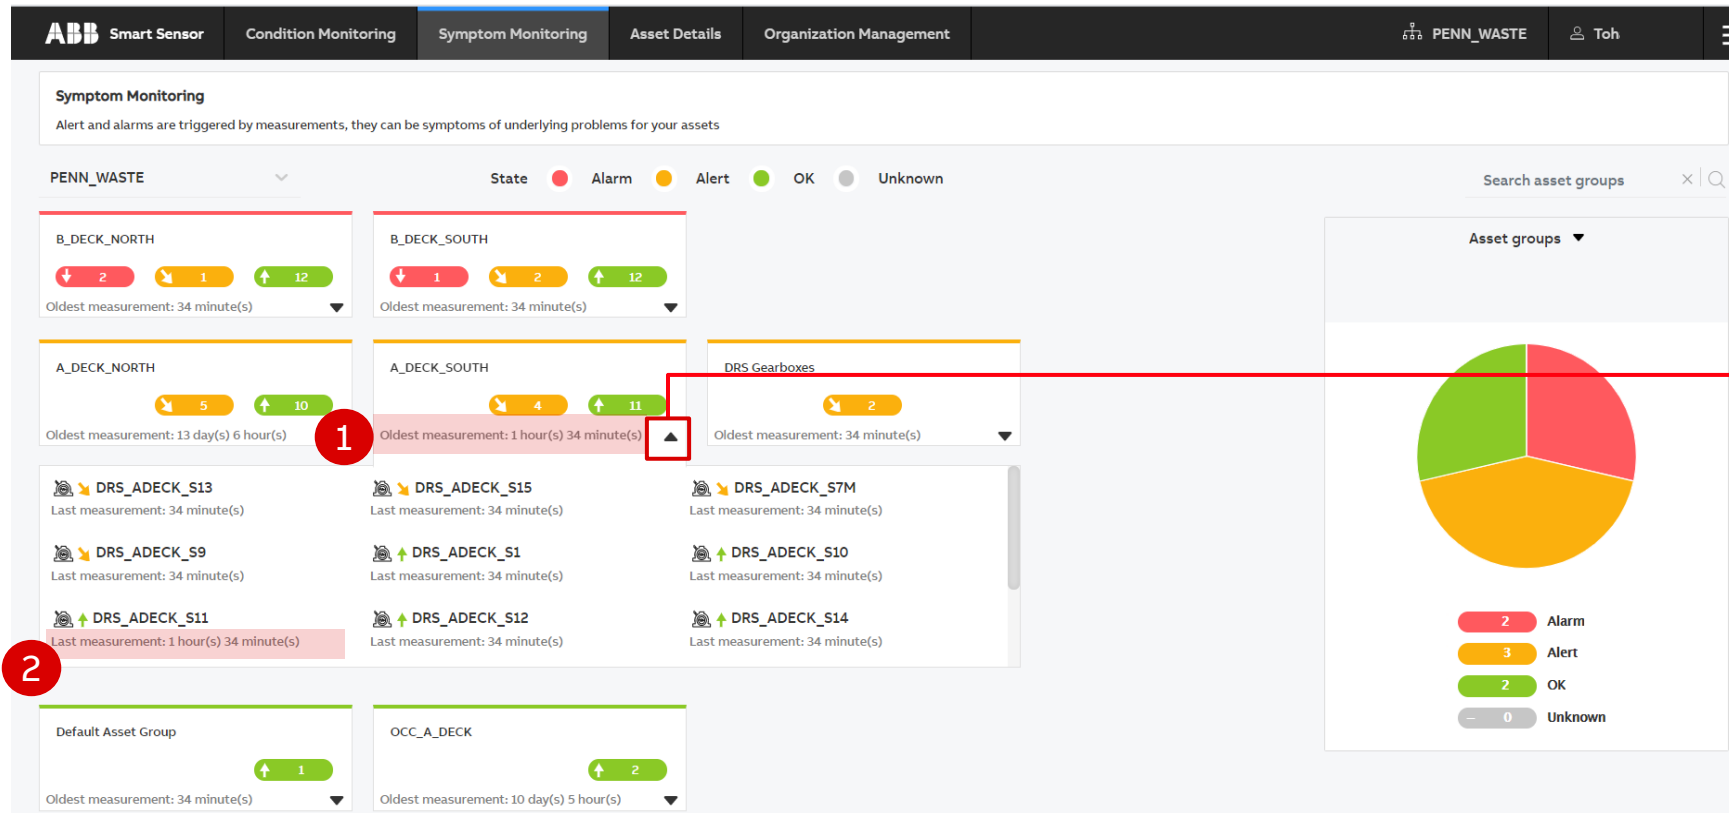 ABB Smart Sensor Condition Monitoring Symptom Monitoring Asset Details Organization Management PENN_WASTE Toh
Symptom Monitoring
Alert and alarms are triggered by measurements, they can be symptoms of underlying problems for your assets
PENN_WASTE State Alarm Alert OK Unknown Search asset groups
B_DECK_NORTH
2 1 12
Oldest measurement: 34 minute(s)
B_DECK_SOUTH
1 2 12
Oldest measurement: 34 minute(s)
A_DECK_NORTH
5 10
Oldest measurement: 13 day(s) 6 hour(s)
A_DECK_SOUTH
4 11
1
Oldest measurement: 1 hour(s) 34 minute(s)
DRS Gearboxes
2
Oldest measurement: 34 minute(s)
DRS_ADECK_S13
Last measurement: 34 minute(s)
DRS_ADECK_S15
Last measurement: 34 minute(s)
DRS_ADECK_S7M
Last measurement: 34 minute(s)
DRS_ADECK_S9
Last measurement: 34 minute(s)
DRS_ADECK_S1
Last measurement: 34 minute(s)
DRS_ADECK_S10
Last measurement: 34 minute(s)
DRS_ADECK_S11
Last measurement: 1 hour(s) 34 minute(s)
2
DRS_ADECK_S12
Last measurement: 34 minute(s)
DRS_ADECK_S14
Last measurement: 34 minute(s)
Default Asset Group
1
Oldest measurement: 34 minute(s)
OCC_A_DECK
2
Oldest measurement: 10 day(s) 5 hour(s)
Asset groups
2 Alarm
3 Alert
2 OK
– 0 Unknown